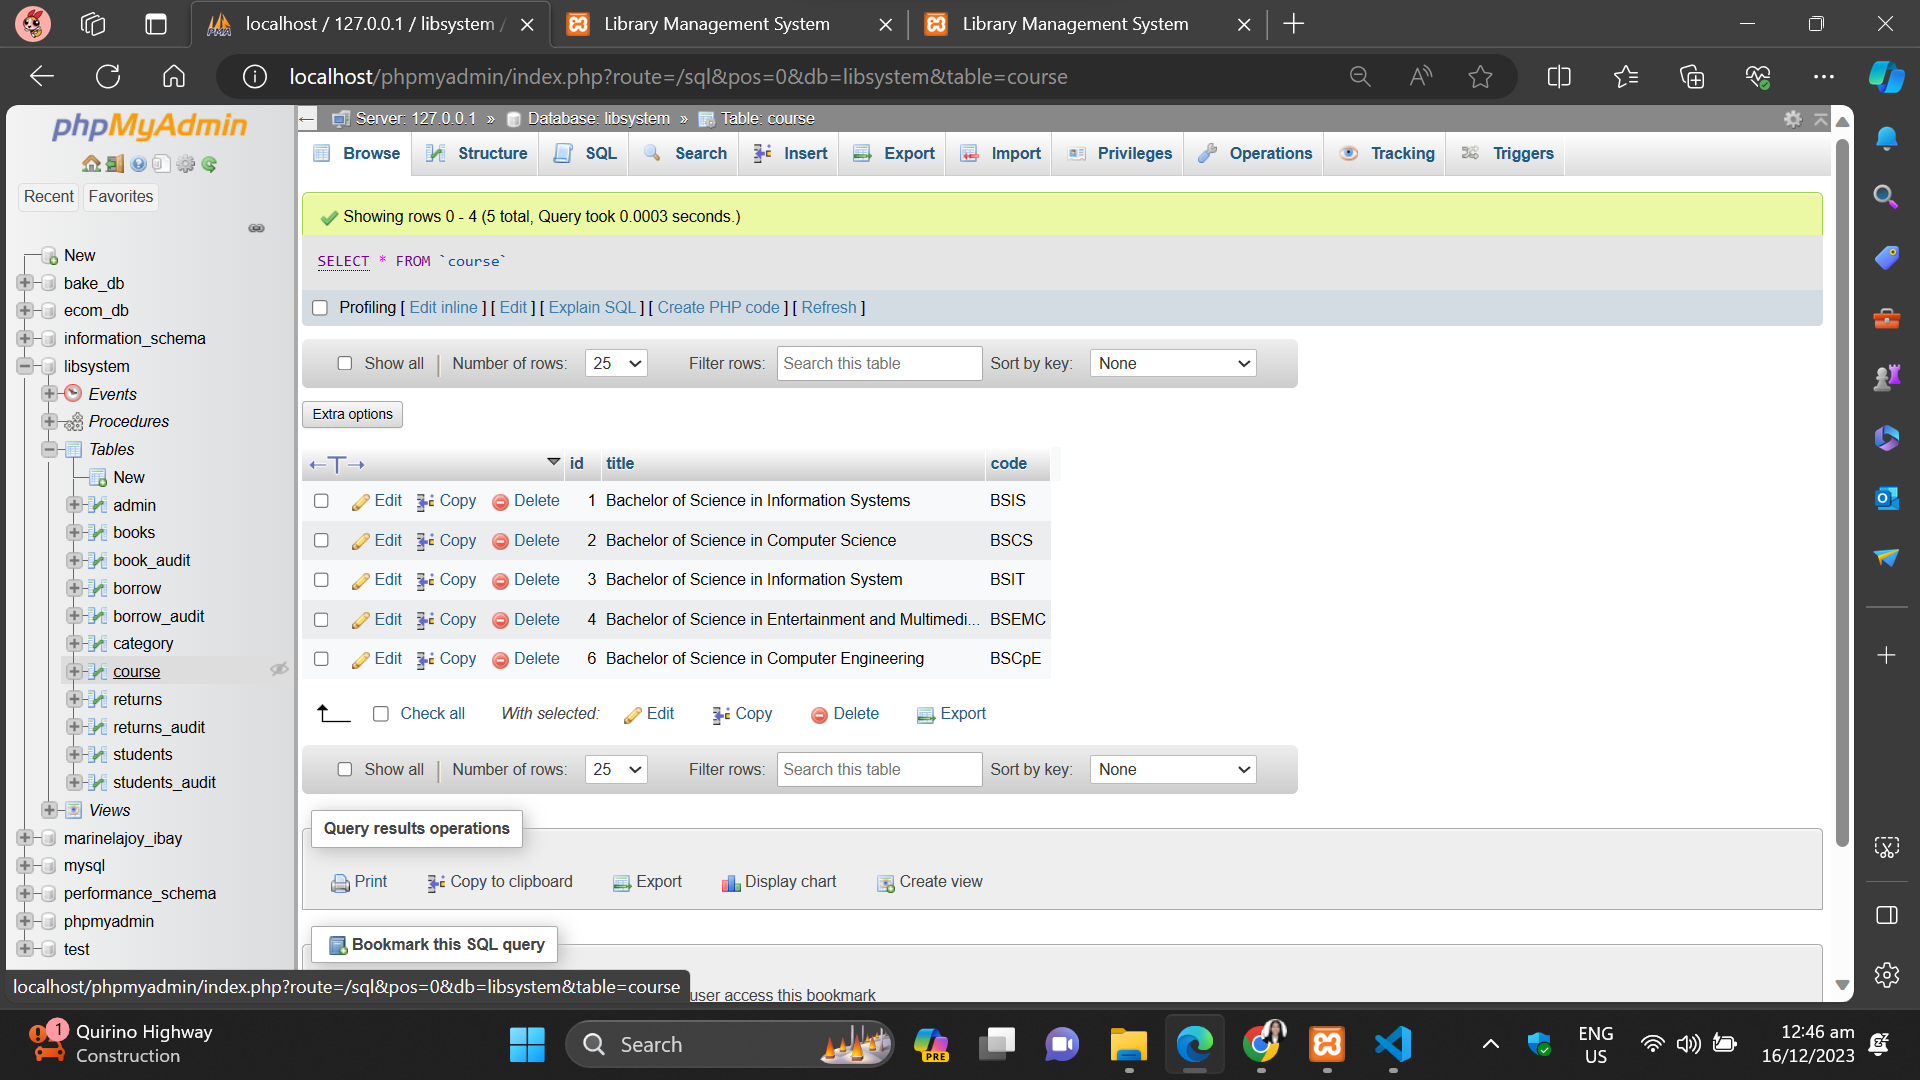 localhost / 127.0.0.1 / libsystem /
Library Management System
Library Management System
localhost/phpmyadmin/index.php?route=/sql&pos=0&db=libsystem&table=course
phpMyAdmin
Recent
Favorites
New
bake_db
ecom_db
information_schema
libsystem
Events
Procedures
Tables
New
admin
books
book_audit
borrow
borrow_audit
category
course
returns
returns_audit
students
students_audit
Views
marinelajoy_ibay
mysql
performance_schema
phpmyadmin
test
Server: 127.0.0.1 » Database: libsystem » Table: course
Browse Structure SQL Search Insert Export Import Privileges Operations Tracking Triggers
Showing rows 0 - 4 (5 total, Query took 0.0003 seconds.)
SELECT * FROM `course`
Profiling [ Edit inline ] [ Edit ] [ Explain SQL ] [ Create PHP code ] [ Refresh ]
Show all Number of rows: 25 Filter rows: Search this table Sort by key: None
Extra options
←T→ id title code
Edit Copy Delete 1 Bachelor of Science in Information Systems BSIS
Edit Copy Delete 2 Bachelor of Science in Computer Science BSCS
Edit Copy Delete 3 Bachelor of Science in Information System BSIT
Edit Copy Delete 4 Bachelor of Science in Entertainment and Multimedi... BSEMC
Edit Copy Delete 6 Bachelor of Science in Computer Engineering BSCpE
Check all With selected: Edit Copy Delete Export
Show all Number of rows: 25 Filter rows: Search this table Sort by key: None
Query results operations
Print Copy to clipboard Export Display chart Create view
Bookmark this SQL query
user access this bookmark
localhost/phpmyadmin/index.php?route=/sql&pos=0&db=libsystem&table=course
1
Quirino Highway
Construction
Search
PRE
ENG
US
12:46 am
16/12/2023